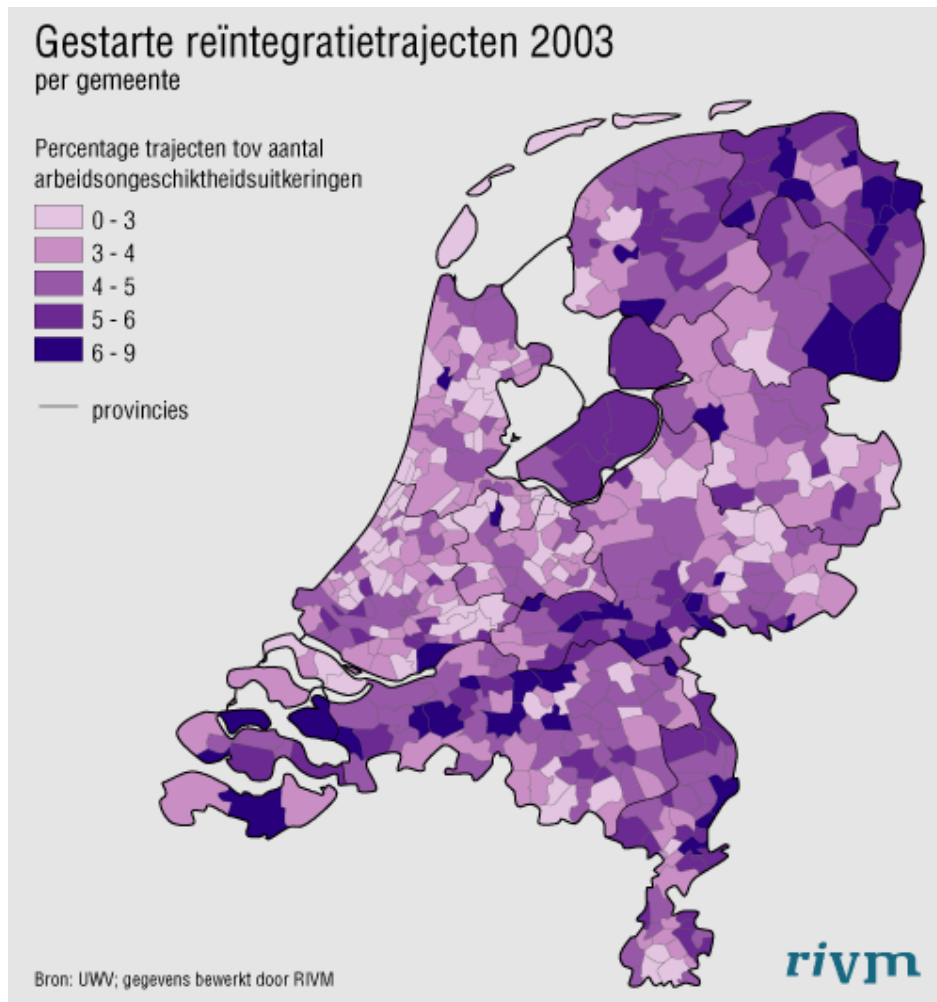 Gestarte reïntegratietrajecten 2003
per gemeente
Percentage trajecten tov aantal
arbeidsongeschiktheidsuitkeringen
0 - 3
3 - 4
4 - 5
5 - 6
6 - 9
provincies
Bron: UWV; gegevens bewerkt door RIVM
rivm